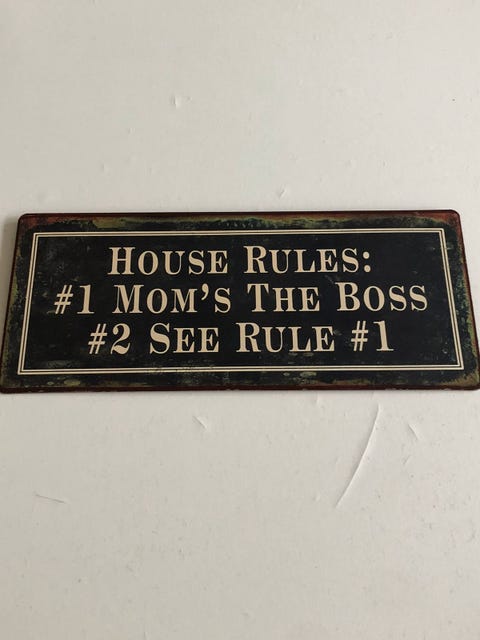 HOUSE RULES:
#1 MOM'S THE BOSS
#2 SEE RULE #1